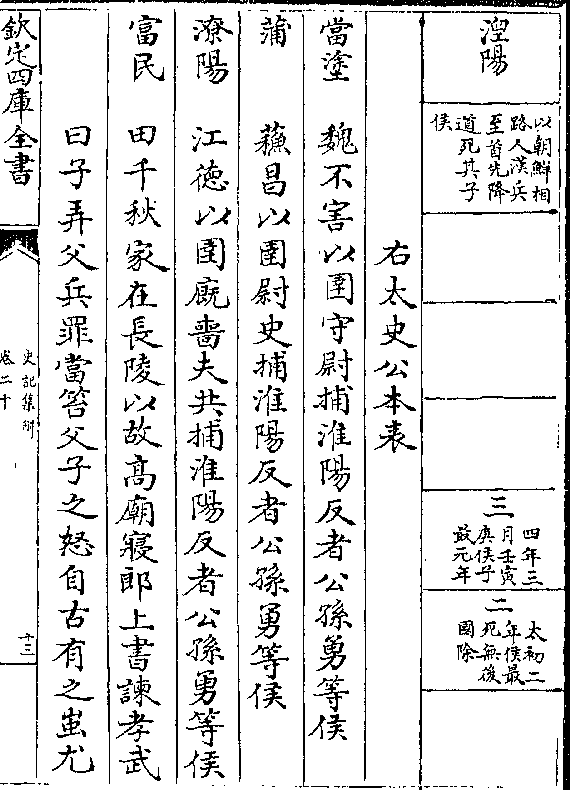 湼陽
以朝鮮相
路人漢兵
至首先降
道死其子
侯
三
四年三
月壬寅
庚侯子
最元年
二
太初二
年侯最
死無後
國除
右太史公本表
當塗　魏不害以圉守尉捕淮陽反者公孫勇等侯
蒲　蘓昌以圉尉史捕淮陽反者公孫勇等侯
潦陽　江徳以圉廐嗇夫共捕淮陽反者公孫勇等侯
富民　田千秋家在長陵以故高廟寢郎上書諫孝武
曰子弄父兵罪當笞父子之怒自古有之蚩尤
欽定四庫全書
史記集解
卷二十
十三